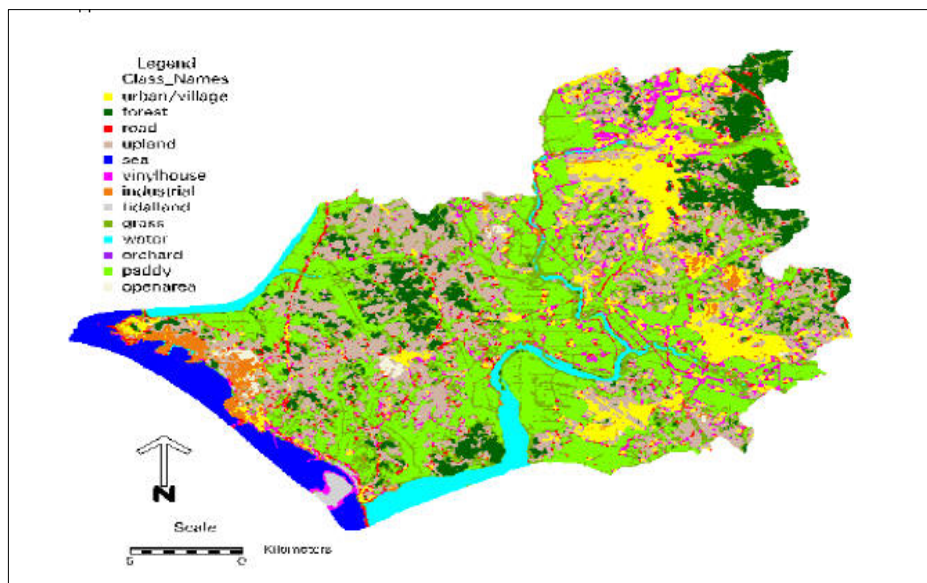 Legend
Class_Names
urban/village
forest
road
upland
sea
vinylhouse
industrial
tidalland
grass
water
orchard
paddy
openarea
N
Scale
Kilometers